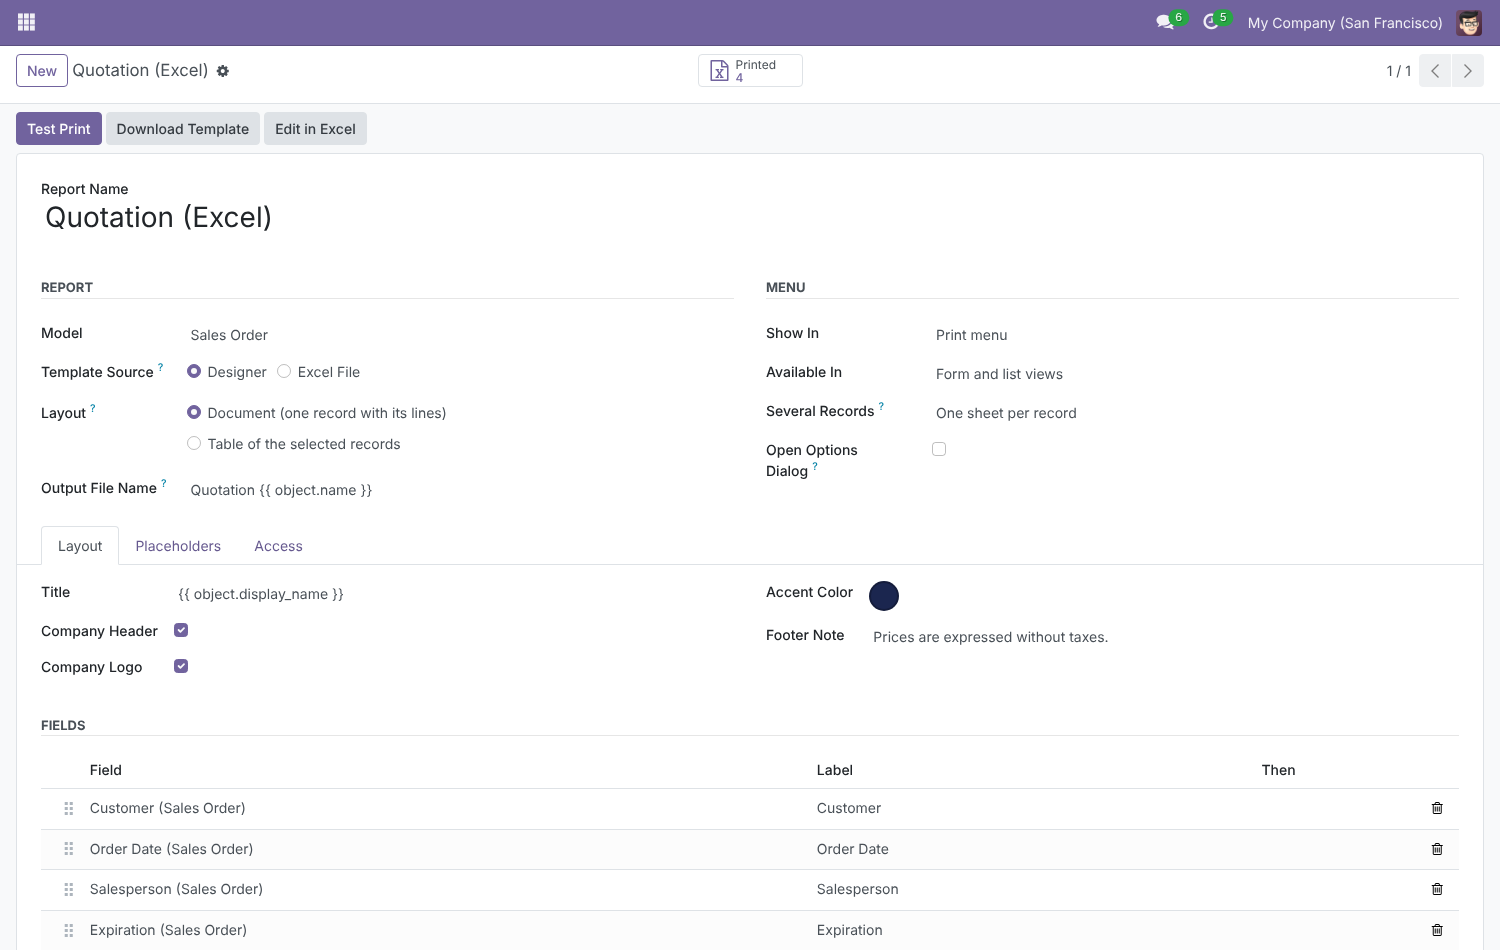 6
5
My Company (San Francisco)
New
Quotation (Excel)
Printed
4
1 / 1
Test Print
Download Template
Edit in Excel
Report Name
Quotation (Excel)
REPORT
MENU
Model
Sales Order
Show In
Print menu
Template Source ?
Designer
Excel File
Available In
Form and list views
Layout ?
Document (one record with its lines)
Table of the selected records
Several Records ?
One sheet per record
Open Options
Dialog ?
Output File Name ?
Quotation {{ object.name }}
Layout
Placeholders
Access
Title
{{ object.display_name }}
Accent Color
Company Header
Footer Note
Prices are expressed without taxes.
Company Logo
FIELDS
Field
Label
Then
Customer (Sales Order)
Customer
Order Date (Sales Order)
Order Date
Salesperson (Sales Order)
Salesperson
Expiration (Sales Order)
Expiration